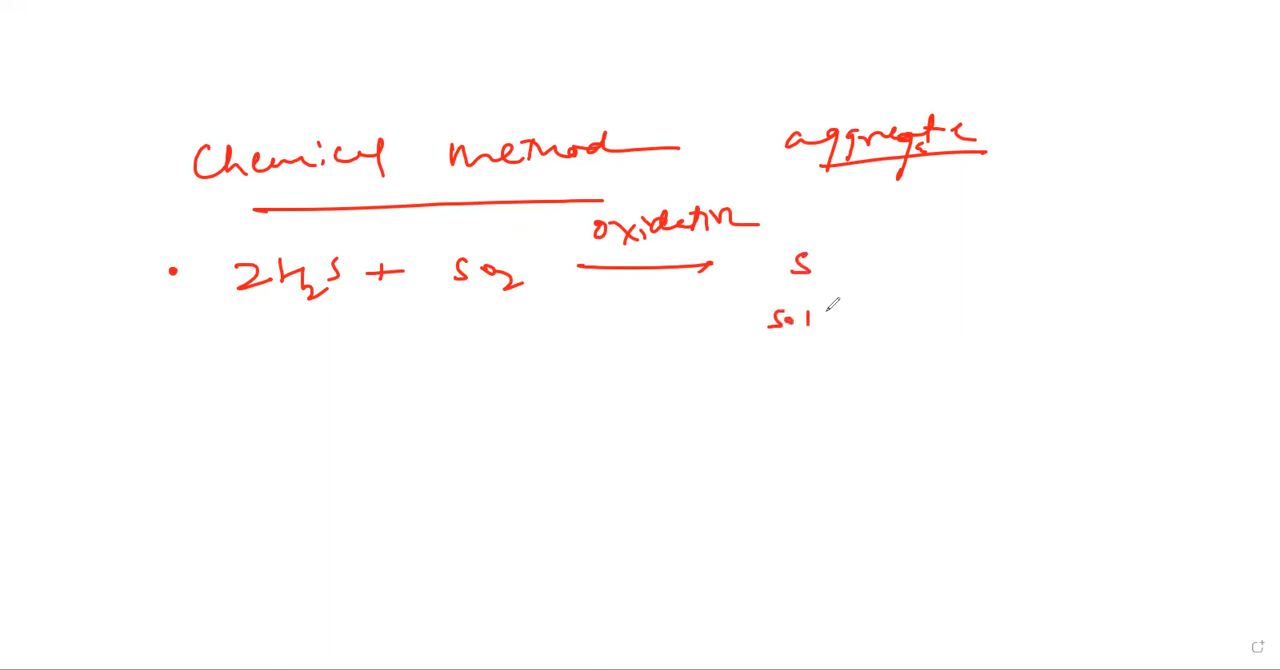 Chemical method aggregate
oxidation
• 2H₂S + SO₂ → S
sol